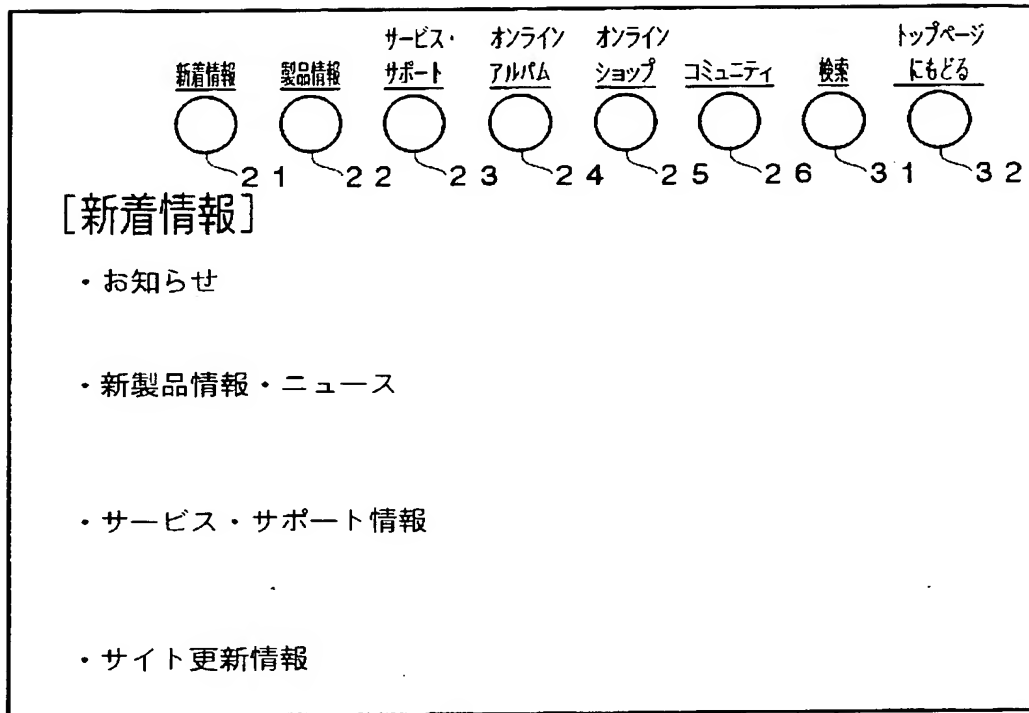 サービス・ オンライン オンライン トップページ
新着情報 製品情報 サポート アルバム ショップ コミュニティ 検索 にもどる
21 22 23 24 25 26 31 32
[新着情報]
・お知らせ
・新製品情報・ニュース
・サービス・サポート情報
・サイト更新情報